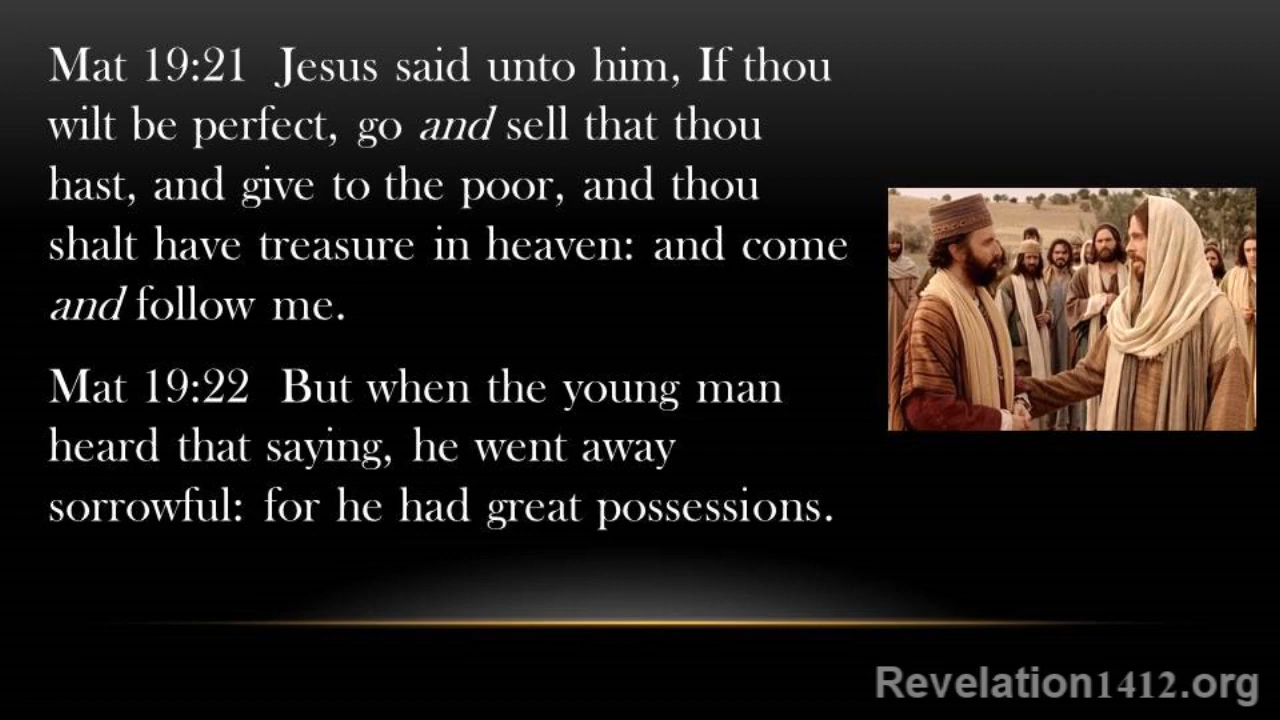 Mat 19:21  Jesus said unto him, If thou
wilt be perfect, go and sell that thou
hast, and give to the poor, and thou
shalt have treasure in heaven: and come
and follow me.
Mat 19:22  But when the young man
heard that saying, he went away
sorrowful: for he had great possessions.
Revelation1412.org